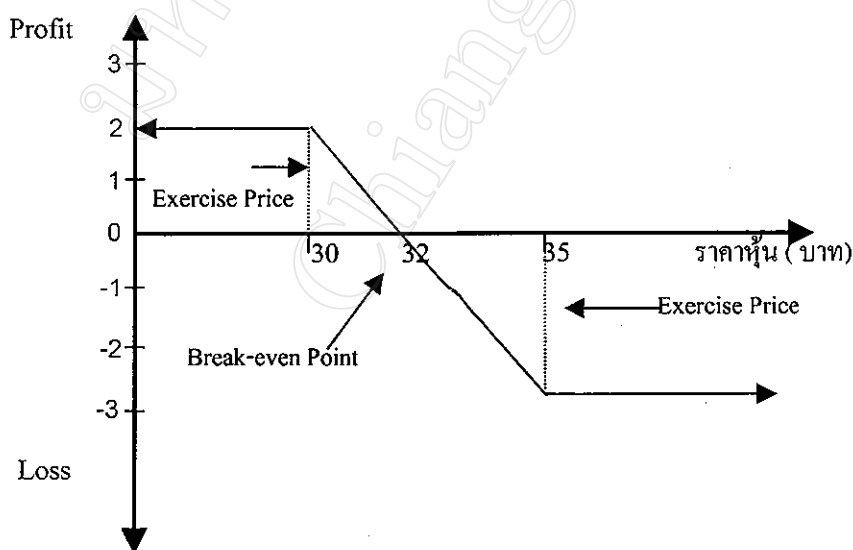 Profit
3
2
1
Exercise Price
0
30
32
35
ราคาหุ้น ( บาท)
-1
Exercise Price
-2
Break-even Point
-3
Loss
Chiang